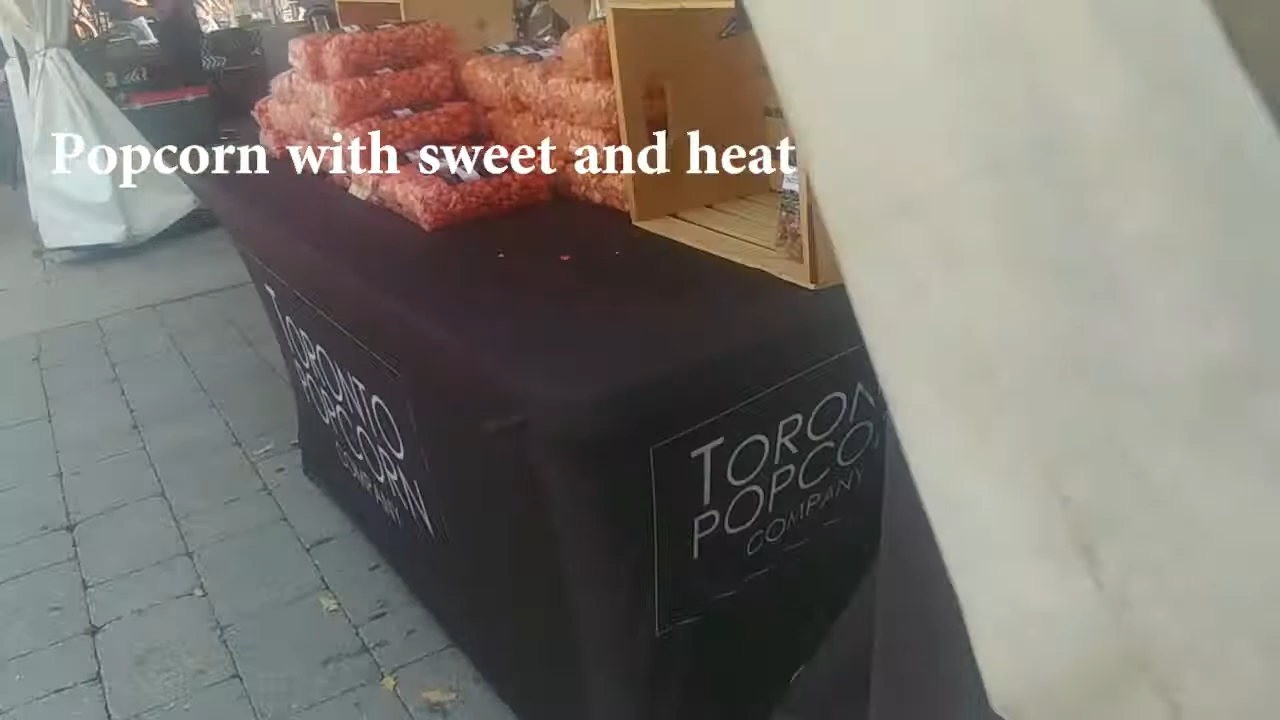 Popcorn with sweet and heat
TORONTO
POPCORN
COMPANY
TORON
POPCO
COMPANY